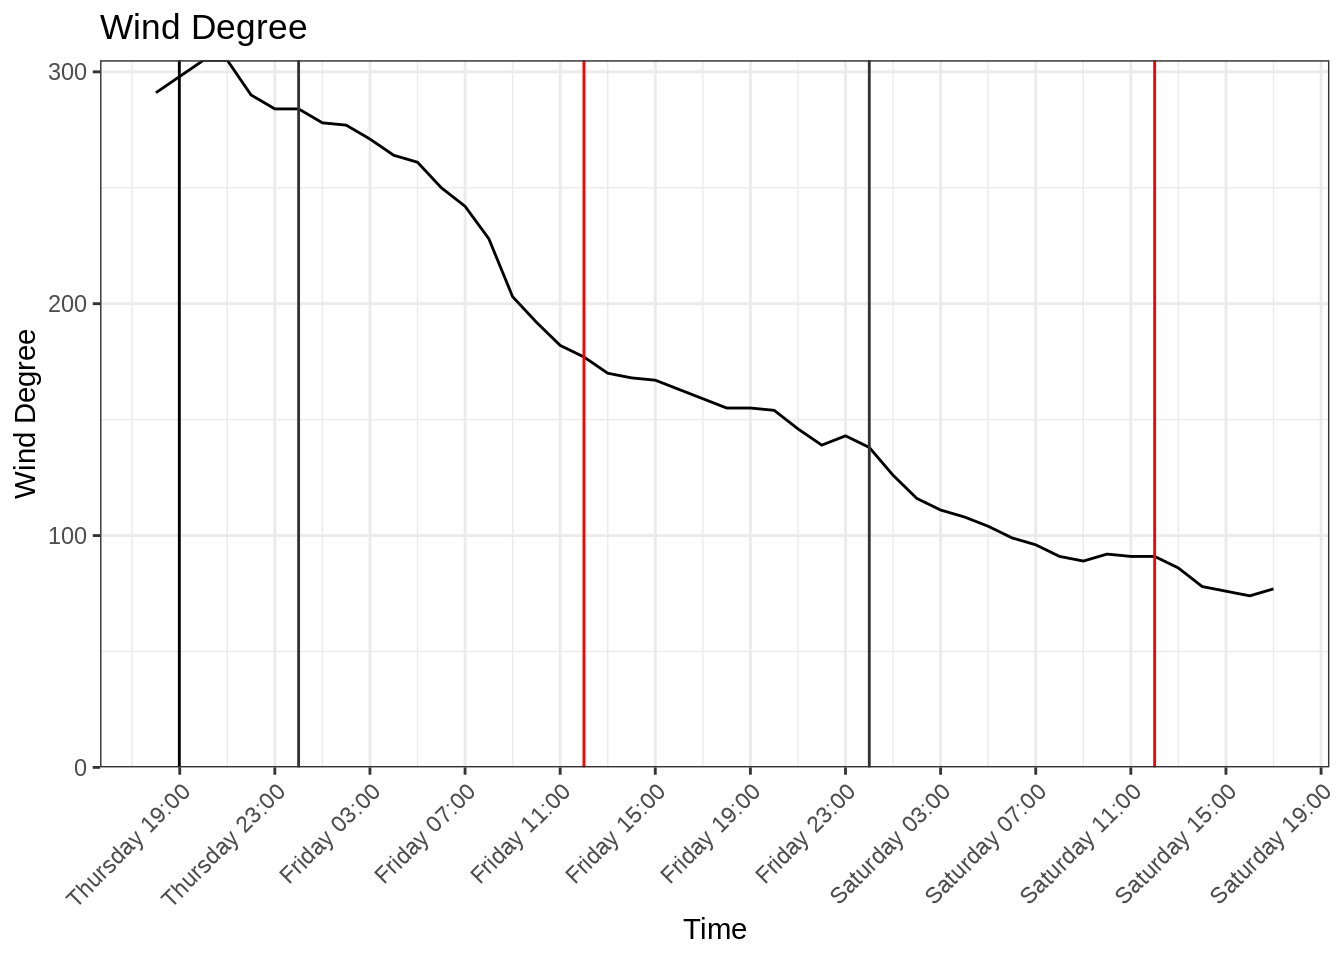 Wind Degree
Wind Degree
300
200
100
0
Thursday 19:00
Thursday 23:00
Friday 03:00
Friday 07:00
Friday 11:00
Friday 15:00
Friday 19:00
Friday 23:00
Saturday 03:00
Saturday 07:00
Saturday 11:00
Saturday 15:00
Saturday 19:00
Time